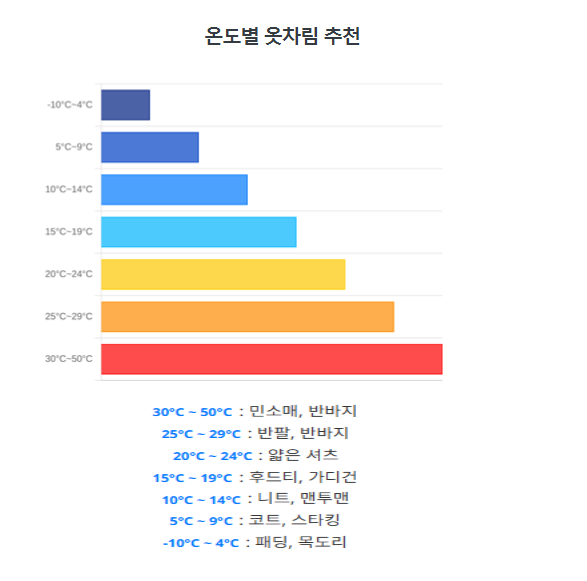 온도별 옷차림 추천
-10°C~4°C
5°C~9°C
10°C~14°C
15°C~19°C
20°C~24°C
25°C~29°C
30°C~50°C
30°C ~ 50°C : 민소매, 반바지
25°C ~ 29°C : 반팔, 반바지
20°C ~ 24°C : 얇은 셔츠
15°C ~ 19°C : 후드티, 가디건
10°C ~ 14°C : 니트, 맨투맨
5°C ~ 9°C : 코트, 스타킹
-10°C ~ 4°C : 패딩, 목도리